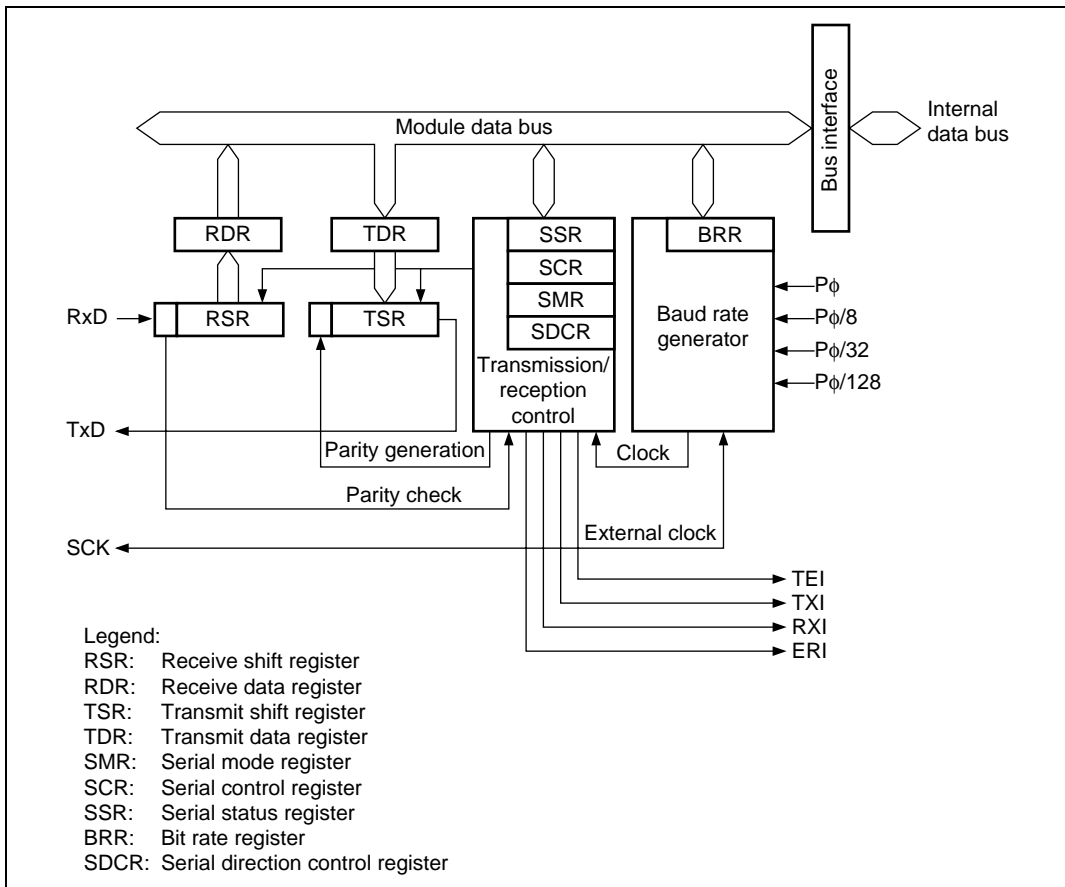 Bus interface
Internal
data bus
Module data bus
RDR
TDR
SSR
BRR
SCR
SMR
SDCR
RxD
RSR
TSR
Baud rate
generator
Pϕ
Pϕ/8
Pϕ/32
Pϕ/128
Transmission/
reception
control
TxD
Parity generation
Clock
Parity check
External clock
SCK
TEI
TXI
RXI
ERI
Legend:
RSR: Receive shift register
RDR: Receive data register
TSR: Transmit shift register
TDR: Transmit data register
SMR: Serial mode register
SCR: Serial control register
SSR: Serial status register
BRR: Bit rate register
SDCR: Serial direction control register